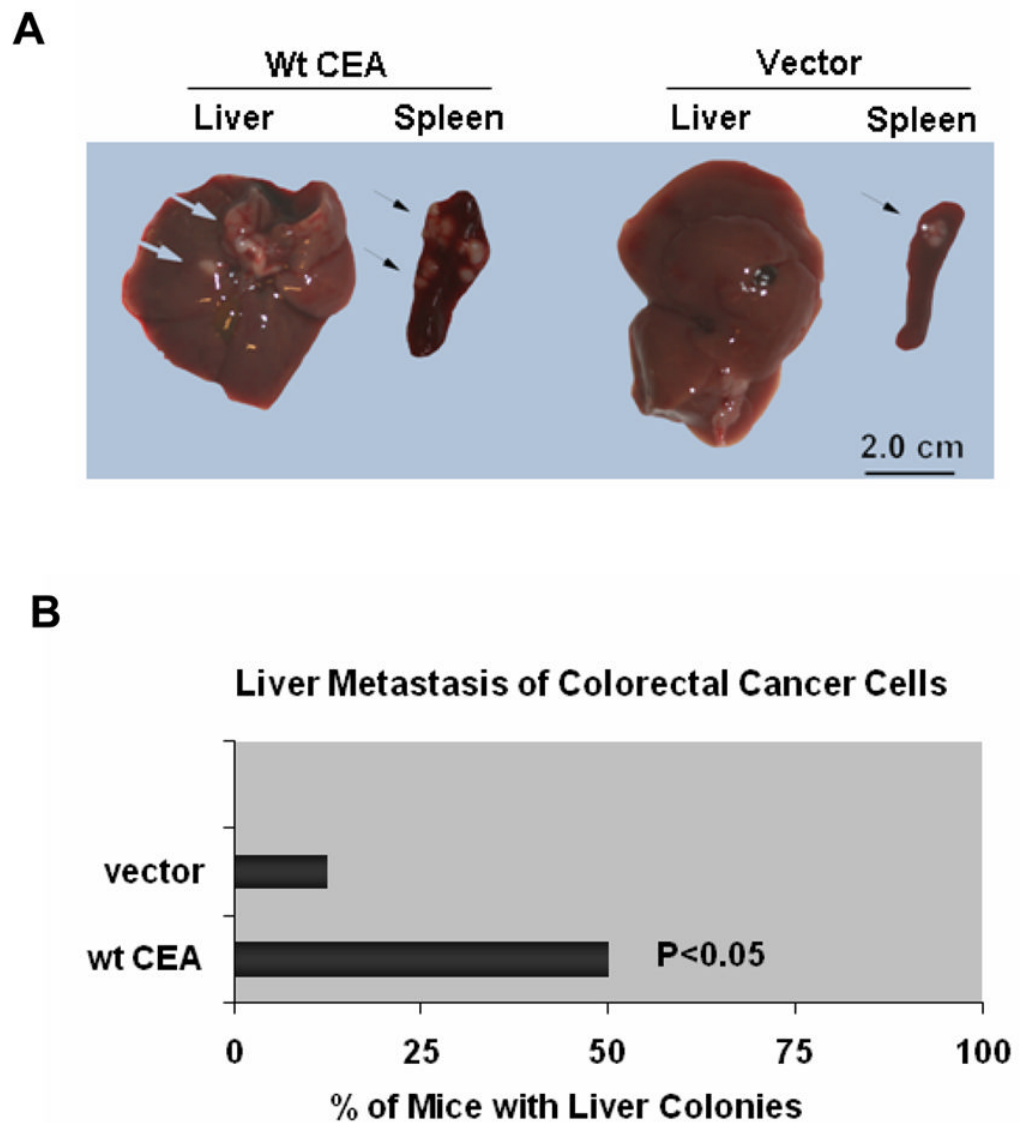 A
Wt CEA
Vector
Liver
Spleen
Liver
Spleen
2.0 cm
B
Liver Metastasis of Colorectal Cancer Cells
vector
wt CEA
P<0.05
0
25
50
75
100
% of Mice with Liver Colonies